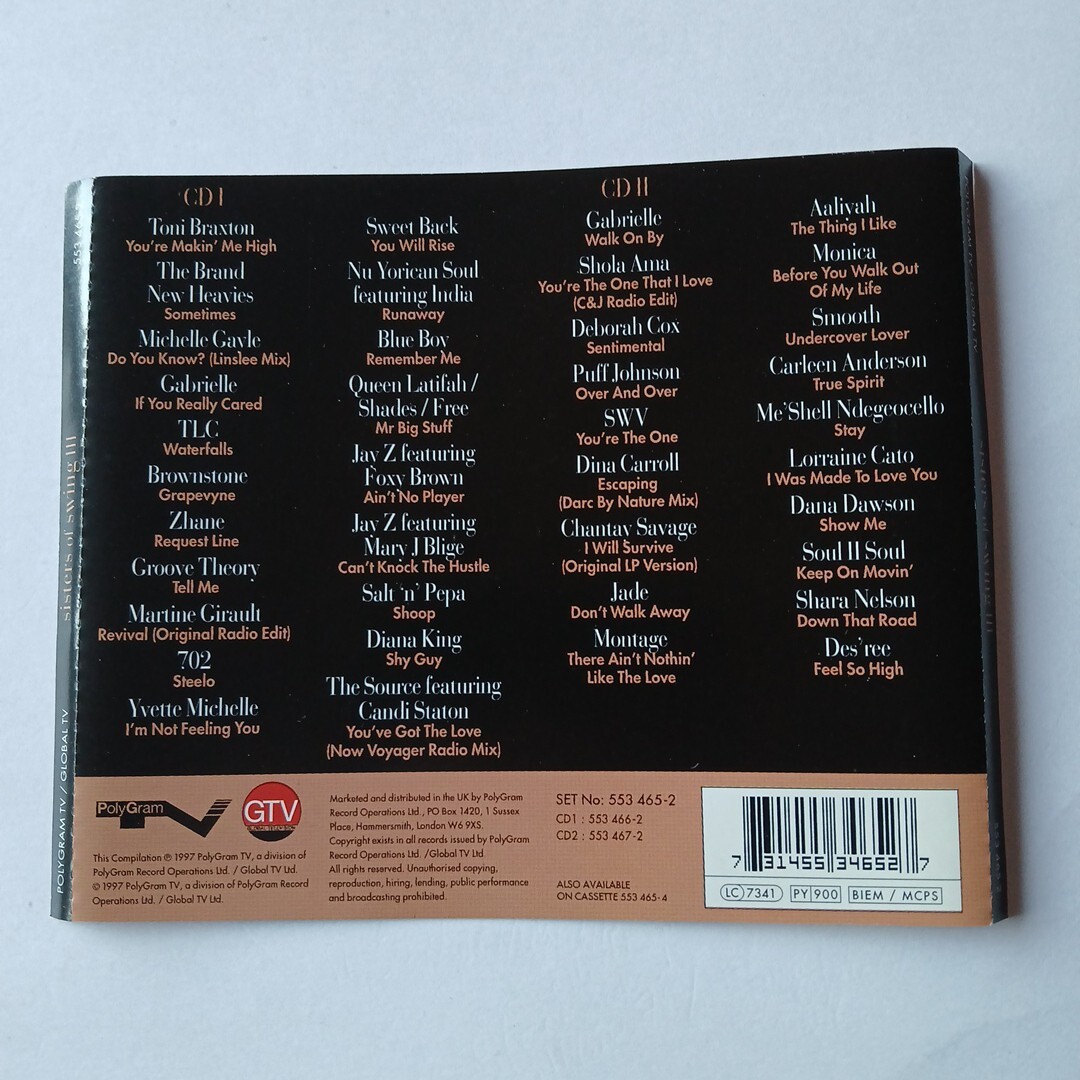 CD I
Toni Braxton
You're Makin' Me High
The Brand
New Heavies
Sometimes
Michelle Gayle
Do You Know? (Linslee Mix)
Gabrielle
If You Really Cared
TLC
Waterfalls
Brownstone
Grapevyne
Zhane
Request Line
Groove Theory
Tell Me
Martine Girault
Revival (Original Radio Edit)
702
Steelo
Yvette Michelle
I'm Not Feeling You
Sweet Back
You Will Rise
Nu Yorican Soul
featuring India
Runaway
Blue Boy
Remember Me
Queen Latifah /
Shades / Free
Mr Big Stuff
Jay Z featuring
Foxy Brown
Ain't No Player
Jay Z featuring
Mary J Blige
Can't Knock The Hustle
Salt 'n' Pepa
Shoop
Diana King
Shy Guy
The Source featuring
Candi Staton
You've Got The Love
(Now Voyager Radio Mix)
CD II
Gabrielle
Walk On By
Shola Ama
You're The One That I Love
(C&J Radio Edit)
Deborah Cox
Sentimental
Puff Johnson
Over And Over
SWV
You're The One
Dina Carroll
Escaping
(Darc By Nature Mix)
Chantay Savage
I Will Survive
(Original LP Version)
Jade
Don't Walk Away
Montage
There Ain't Nothin'
Like The Love
Aaliyah
The Thing I Like
Monica
Before You Walk Out
Of My Life
Smooth
Undercover Lover
Carleen Anderson
True Spirit
Me'Shell Ndegeocello
Stay
Lorraine Cato
I Was Made To Love You
Dana Dawson
Show Me
Soul II Soul
Keep On Movin'
Shara Nelson
Down That Road
Des'ree
Feel So High
sisters of swing III
POLYGRAM TV / GLOBAL TV
PolyGram TV
GTV
GLOBAL TELEVISION
This Compilation ℗ 1997 PolyGram TV, a division of
PolyGram Record Operations Ltd. / Global TV Ltd.
© 1997 PolyGram TV, a division of PolyGram Record
Operations Ltd. / Global TV Ltd.
Marketed and distributed in the UK by PolyGram
Record Operations Ltd., PO Box 1420, 1 Sussex
Place, Hammersmith, London W6 9XS.
Copyright exists in all records issued by PolyGram
Record Operations Ltd. /Global TV Ltd.
All rights reserved. Unauthorised copying,
reproduction, hiring, lending, public performance
and broadcasting prohibited.
SET No: 553 465-2
CD1 : 553 466-2
CD2 : 553 467-2
ALSO AVAILABLE
ON CASSETTE 553 465-4
7 31455 34652 7
LC 7341 PY 900 BIEM / MCPS